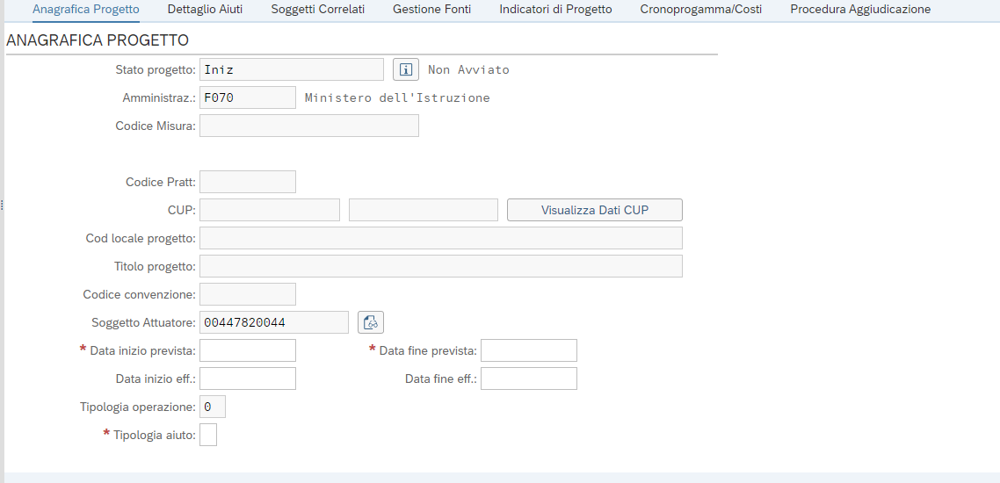 Anagrafica Progetto Dettaglio Aiuti Soggetti Correlati Gestione Fonti Indicatori di Progetto Cronoprogamma/Costi Procedura Aggiudicazione
ANAGRAFICA PROGETTO
Stato progetto: Iniz Non Avviato
Amministraz.: F070 Ministero dell'Istruzione
Codice Misura:
Codice Pratt:
CUP: Visualizza Dati CUP
Cod locale progetto:
Titolo progetto:
Codice convenzione:
Soggetto Attuatore: 00447820044
* Data inizio prevista: * Data fine prevista:
Data inizio eff.: Data fine eff.:
Tipologia operazione: 0
* Tipologia aiuto: